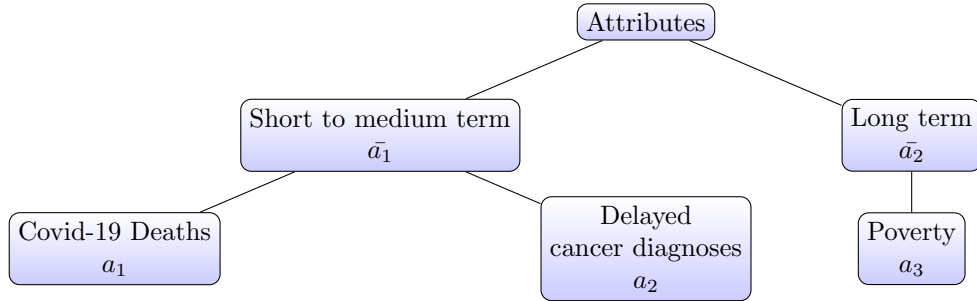 Attributes
Short to medium term
ā₁
Long term
ā₂
Covid-19 Deaths
a₁
Delayed
cancer diagnoses
a₂
Poverty
a₃